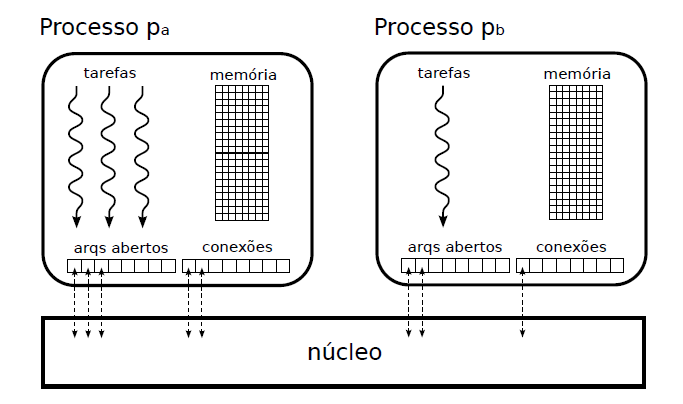 Processo pa
tarefas
memória
arqs abertos
conexões
Processo pb
tarefas
memória
arqs abertos
conexões
núcleo